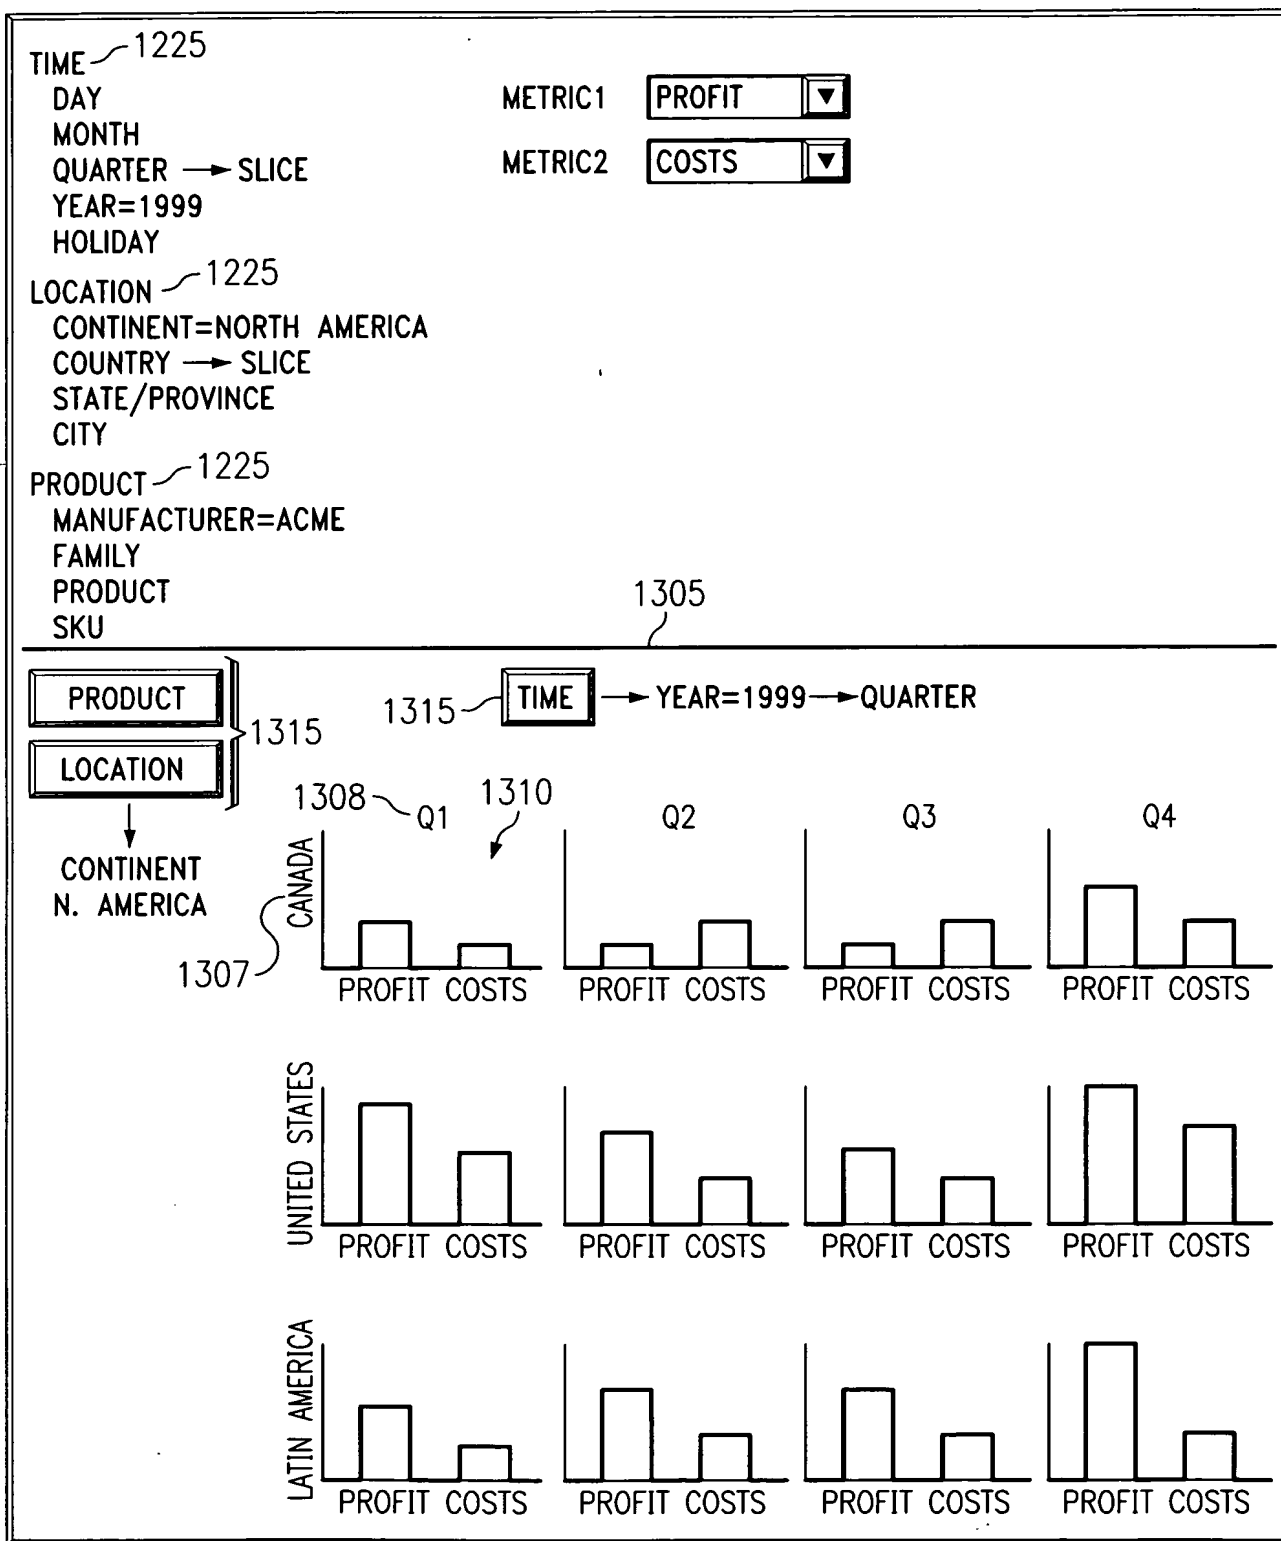 TIME 1225
DAY
MONTH
QUARTER → SLICE
YEAR=1999
HOLIDAY
METRIC1 PROFIT
METRIC2 COSTS
LOCATION 1225
CONTINENT=NORTH AMERICA
COUNTRY → SLICE
STATE/PROVINCE
CITY
PRODUCT 1225
MANUFACTURER=ACME
FAMILY
PRODUCT
SKU
1305
PRODUCT
LOCATION
1315
CONTINENT
N. AMERICA
1315 TIME → YEAR=1999 → QUARTER
1308 Q1 1310 Q2 Q3 Q4
CANADA
1307
PROFIT COSTS PROFIT COSTS PROFIT COSTS PROFIT COSTS
UNITED STATES
PROFIT COSTS PROFIT COSTS PROFIT COSTS PROFIT COSTS
LATIN AMERICA
PROFIT COSTS PROFIT COSTS PROFIT COSTS PROFIT COSTS